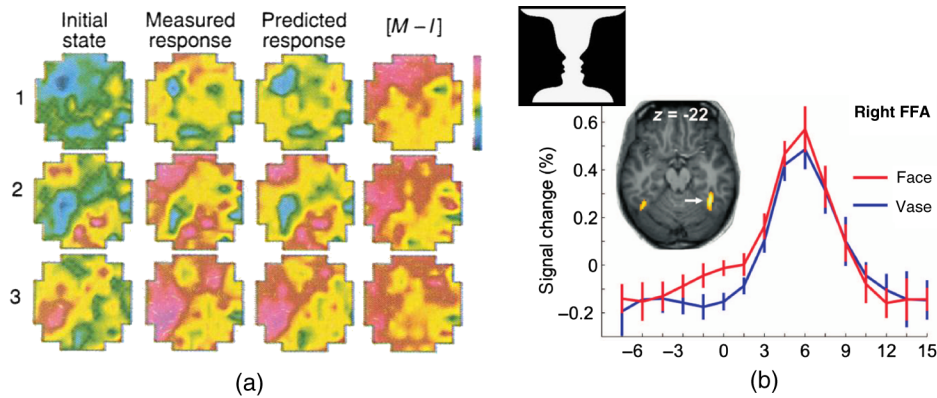 Initial state
Measured response
Predicted response
[M – I]
1
2
3
(a)
z = -22
Right FFA
Face
Vase
Signal change (%)
0.6
0.4
0.2
0
–0.2
–6 –3 0 3 6 9 12 15
(b)